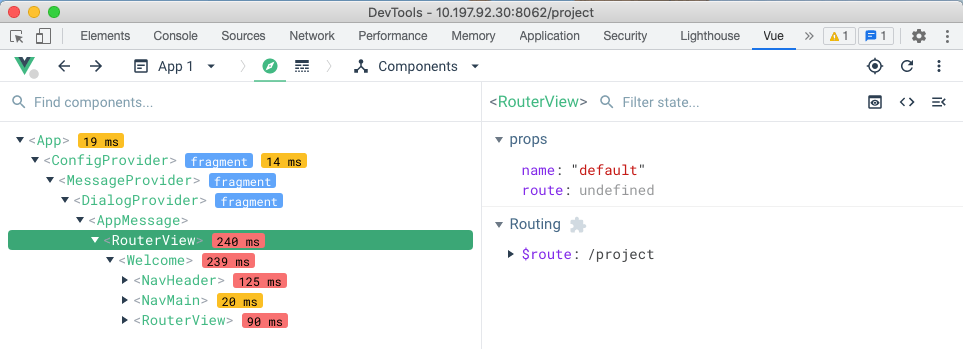 DevTools - 10.197.92.30:8062/project
Elements Console Sources Network Performance Memory Application Security Lighthouse Vue » 1 1
App 1 Components
Find components...
<RouterView> Filter state...
<App> 19 ms
<ConfigProvider> fragment 14 ms
<MessageProvider> fragment
<DialogProvider> fragment
<AppMessage>
<RouterView> 240 ms
<Welcome> 239 ms
<NavHeader> 125 ms
<NavMain> 20 ms
<RouterView> 90 ms
props
name: "default"
route: undefined
Routing
$route: /project